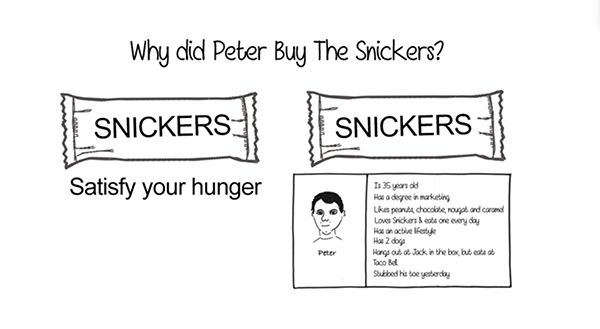 Why did Peter Buy The Snickers?
SNICKERS
SNICKERS
Satisfy your hunger
Peter
Is 35 years old
Has a degree in marketing
Likes peanuts, chocolate, nougat and caramel
Loves Snickers & eats one every day
Has an active lifestyle
Has 2 dogs
Hangs out at Jack in the box, but eats at
Taco Bell
Stubbed his toe yesterday